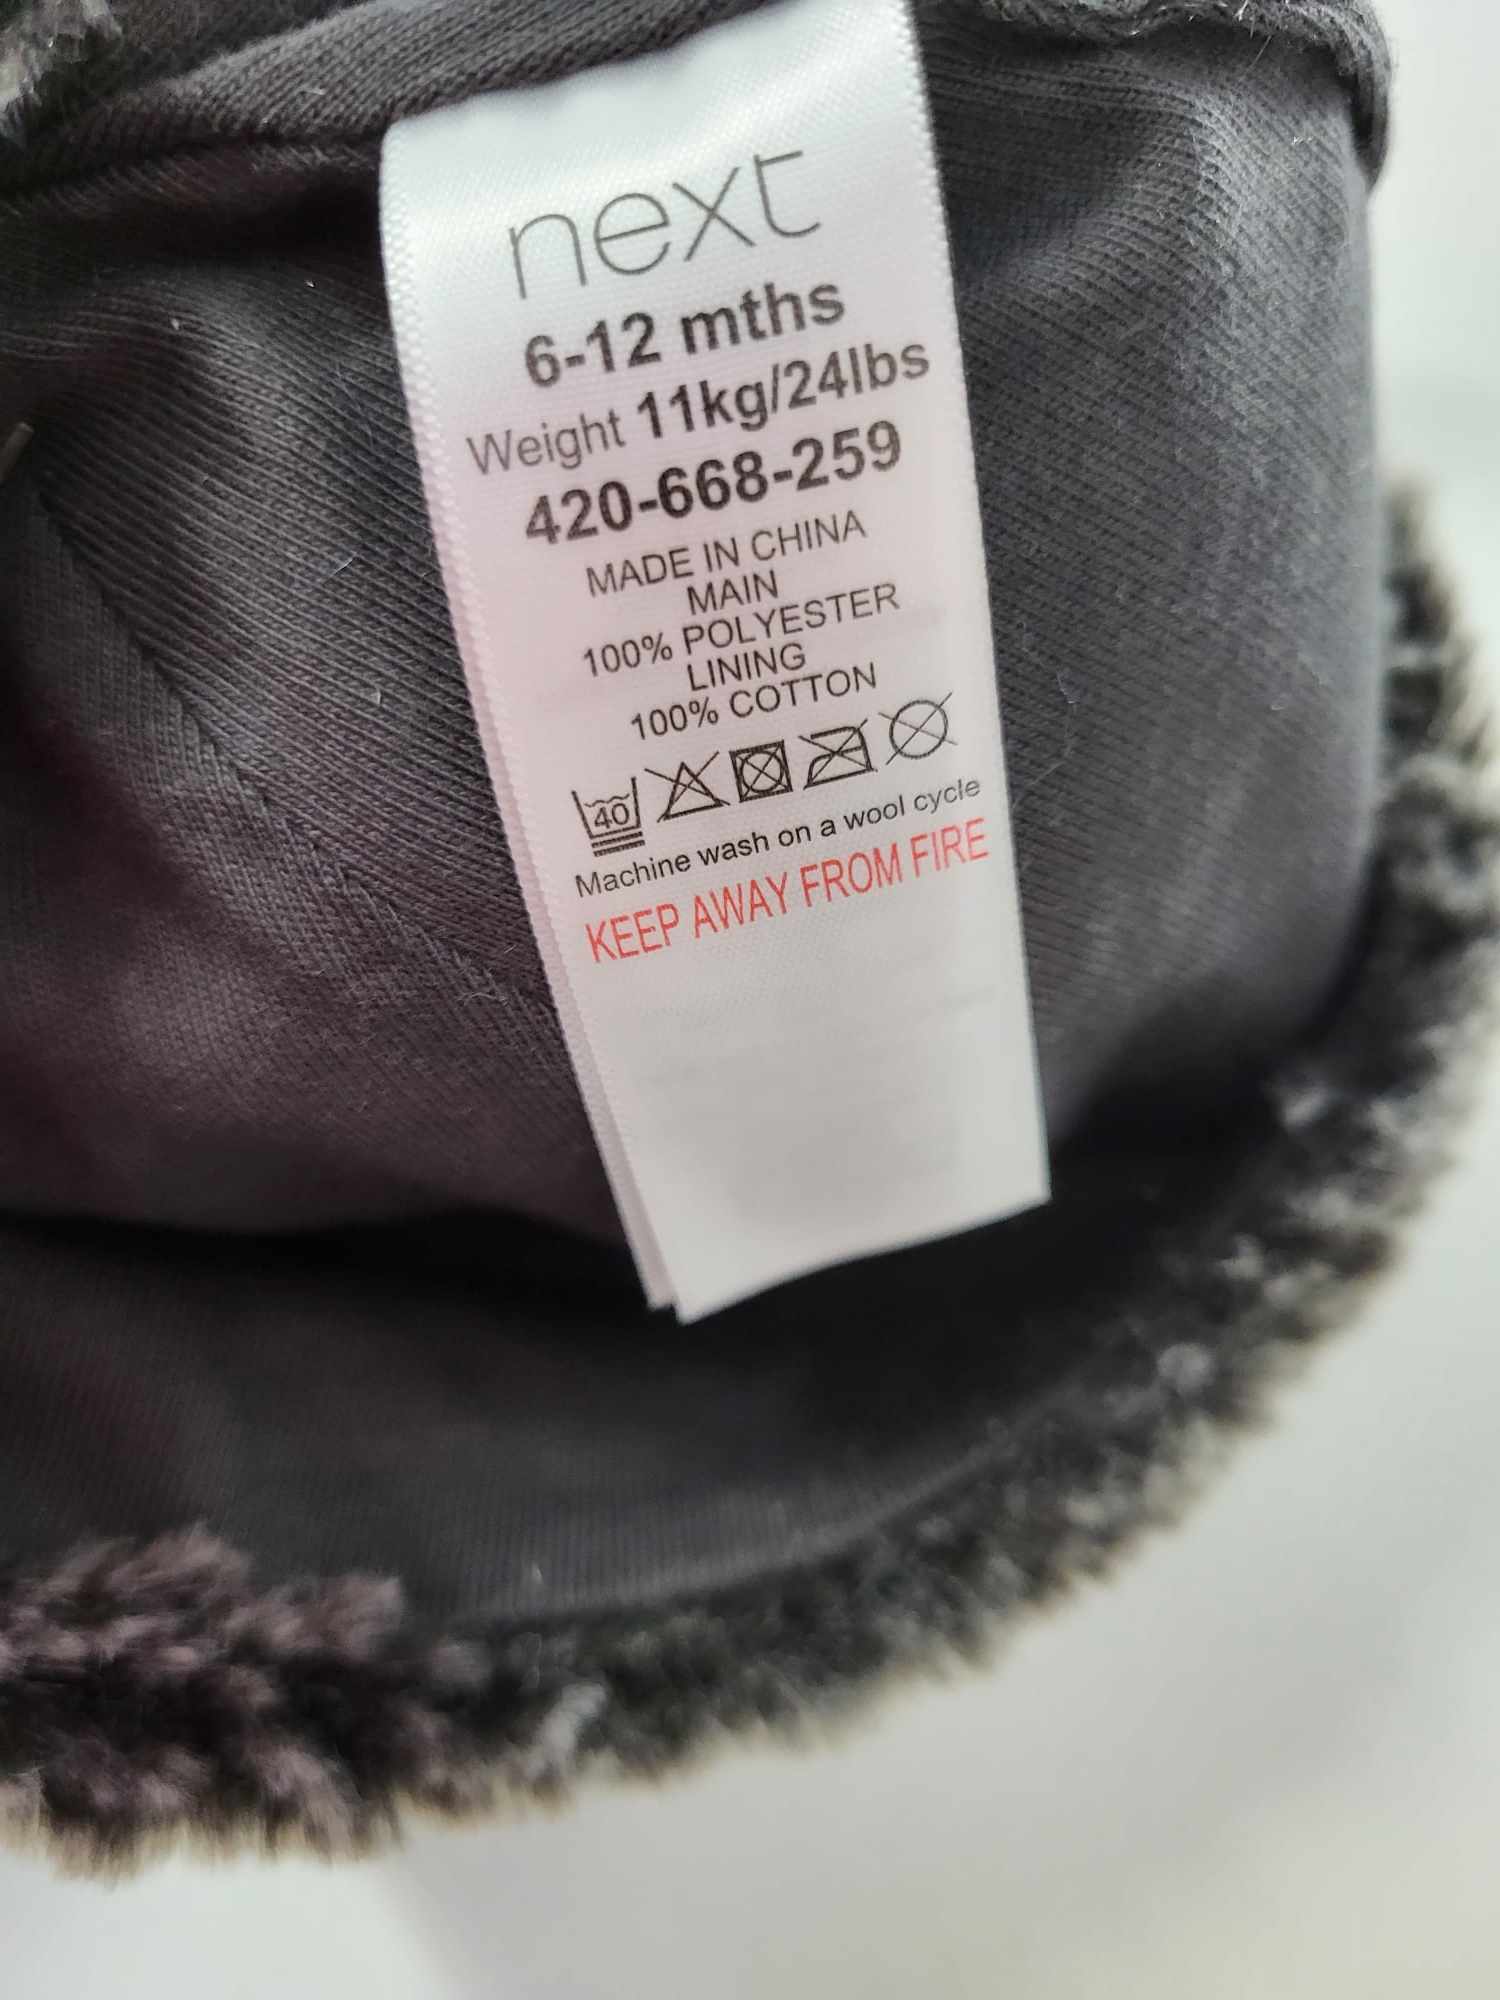 next
6-12 mths
Weight 11kg/24lbs
420-668-259
MADE IN CHINA
MAIN
100% POLYESTER
LINING
100% COTTON
40
Machine wash on a wool cycle
KEEP AWAY FROM FIRE